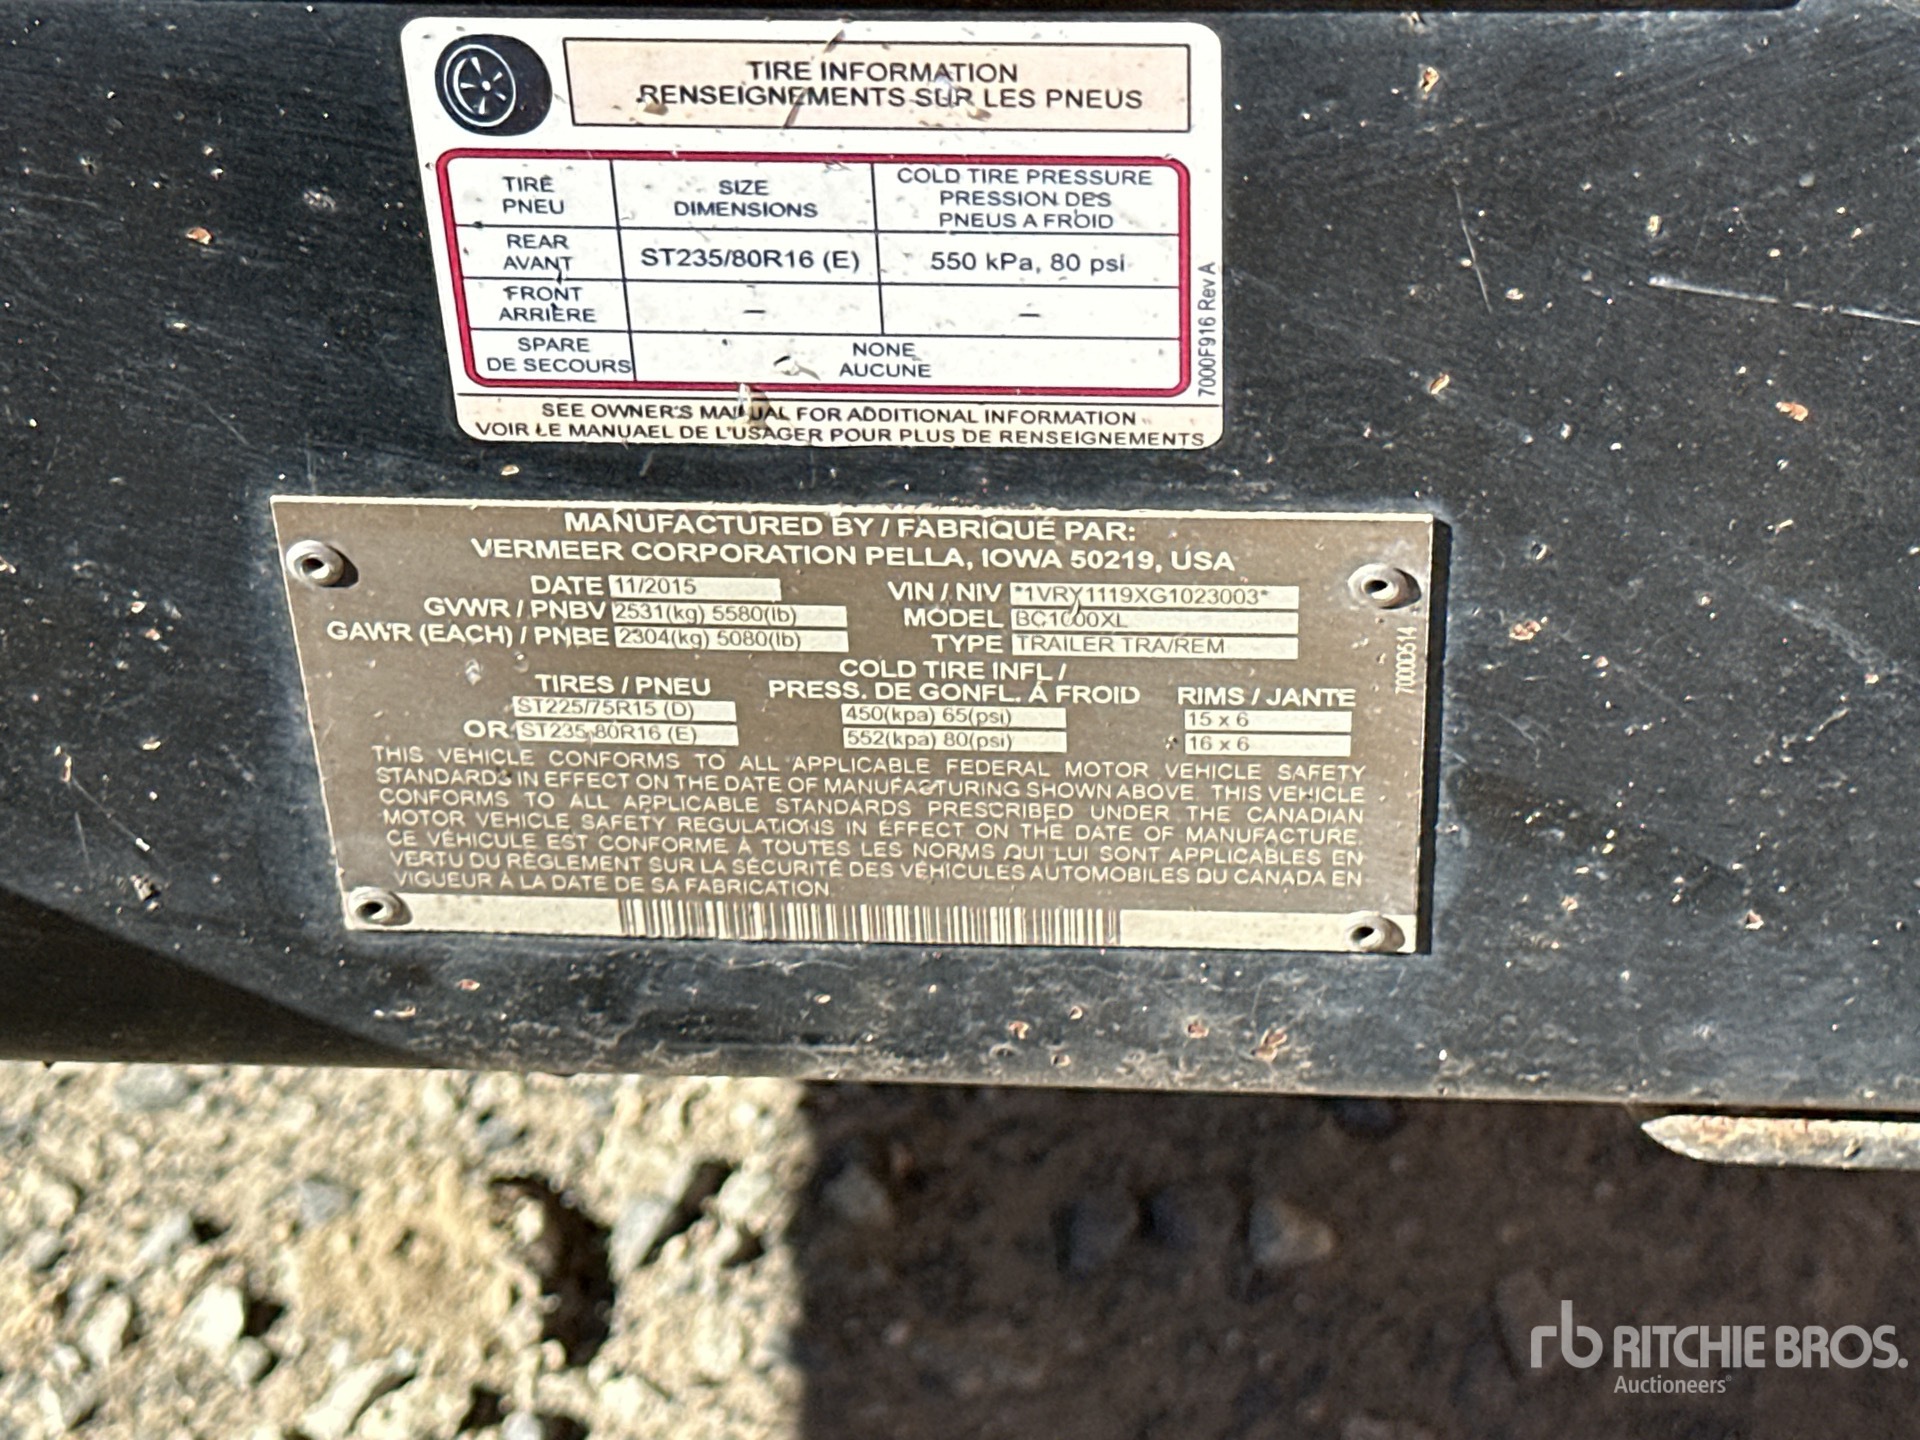 TIRE INFORMATION
RENSEIGNEMENTS SUR LES PNEUS
TIRE PNEU
SIZE DIMENSIONS
COLD TIRE PRESSURE PRESSION DES PNEUS A FROID
REAR AVANT
ST235/80R16 (E)
550 kPa, 80 psi
FRONT ARRIÈRE
–
–
SPARE DE SECOURS
NONE AUCUNE
SEE OWNER'S MANUAL FOR ADDITIONAL INFORMATION
VOIR LE MANUAEL DE L'USAGER POUR PLUS DE RENSEIGNEMENTS
7000F916 Rev A
MANUFACTURED BY / FABRIQUÉ PAR:
VERMEER CORPORATION PELLA, IOWA 50219, USA
DATE 11/2015
VIN / NIV *1VRY1119XG1023003*
GVWR / PNBV 2531(kg) 5580(lb)
MODEL BC1000XL
GAWR (EACH) / PNBE 2304(kg) 5080(lb)
TYPE TRAILER TRA/REM
COLD TIRE INFL /
TIRES / PNEU PRESS. DE GONFL. À FROID RIMS / JANTE
ST225/75R15 (D) 450(kpa) 65(psi) 15 x 6
OR ST235/80R16 (E) 552(kpa) 80(psi) 16 x 6
7000D514
THIS VEHICLE CONFORMS TO ALL APPLICABLE FEDERAL MOTOR VEHICLE SAFETY
STANDARDS IN EFFECT ON THE DATE OF MANUFACTURING SHOWN ABOVE. THIS VEHICLE
CONFORMS TO ALL APPLICABLE STANDARDS PRESCRIBED UNDER THE CANADIAN
MOTOR VEHICLE SAFETY REGULATIONS IN EFFECT ON THE DATE OF MANUFACTURE.
CE VÉHICULE EST CONFORME À TOUTES LES NORMS QUI LUI SONT APPLICABLES EN
VERTU DU RÈGLEMENT SUR LA SÉCURITÉ DES VÉHICULES AUTOMOBILES DU CANADA EN
VIGUEUR À LA DATE DE SA FABRICATION.
rb RITCHIE BROS.
Auctioneers